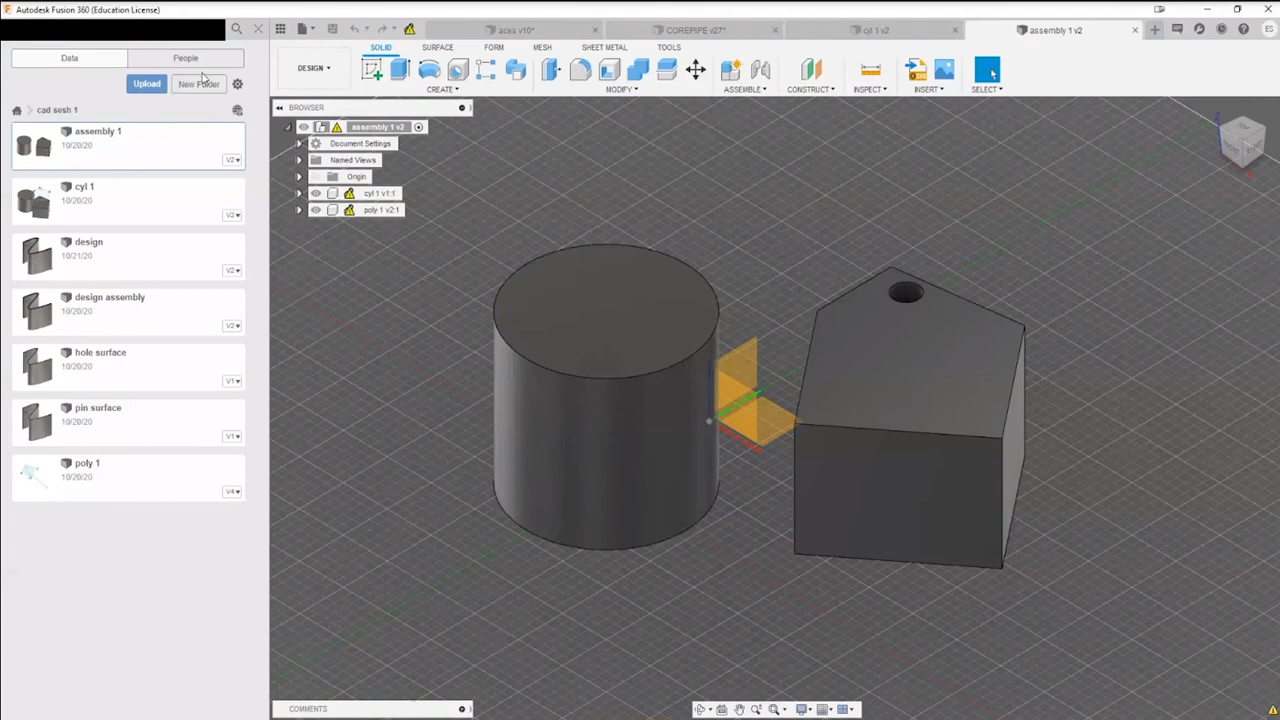 Autodesk Fusion 360 (Education License)
aces v10*
COREPIPE v27*
cyl 1 v2
assembly 1 v2
ES
Data
People
SOLID
SURFACE
FORM
MESH
SHEET METAL
TOOLS
DESIGN
Upload
New Folder
CREATE
MODIFY
ASSEMBLE
CONSTRUCT
INSPECT
INSERT
SELECT
cad sesh 1
BROWSER
assembly 1 v2
Document Settings
Named Views
Origin
cyl 1 v1:1
poly 1 v2:1
assembly 1
10/20/20
V2
cyl 1
10/20/20
V2
design
10/21/20
V2
design assembly
10/20/20
V2
hole surface
10/20/20
V1
pin surface
10/20/20
V1
poly 1
10/20/20
V4
COMMENTS